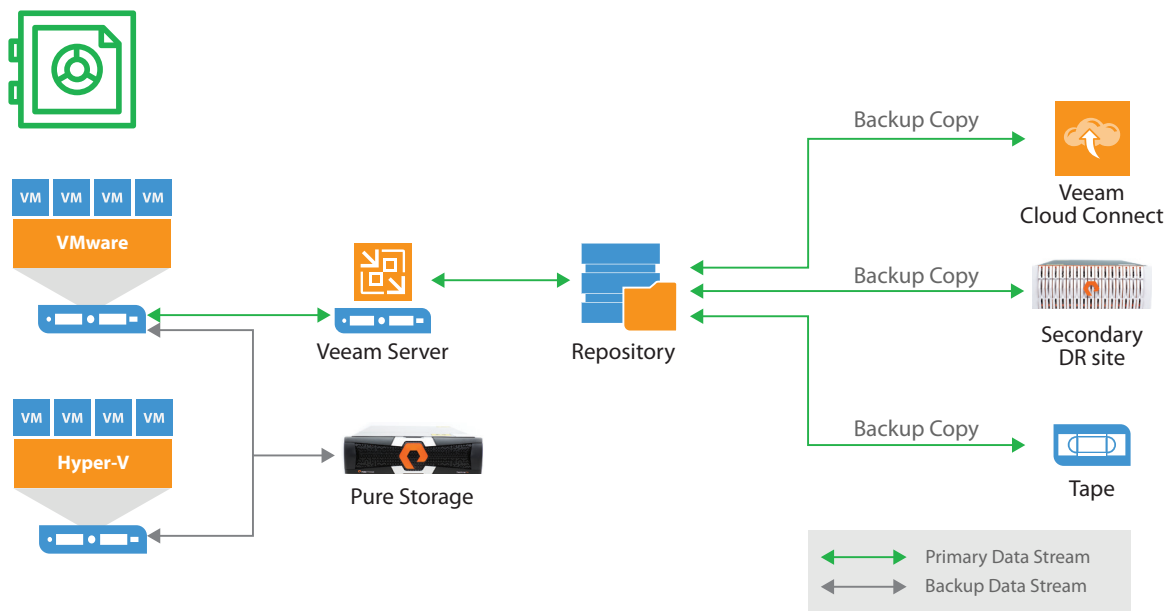 VM VM VM VM
VMware
Veeam Server
Repository
Backup Copy
Veeam
Cloud Connect
Backup Copy
Secondary
DR site
VM VM VM VM
Hyper-V
Pure Storage
Backup Copy
Tape
Primary Data Stream
Backup Data Stream